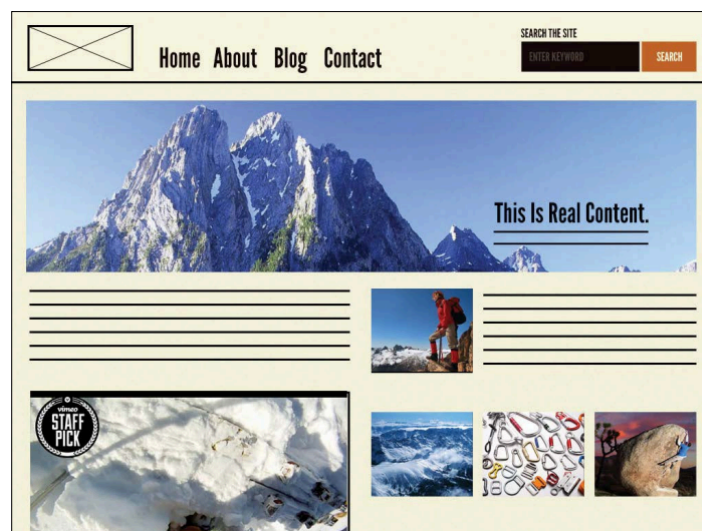 Home About Blog Contact
SEARCH THE SITE
ENTER KEYWORD
SEARCH
This Is Real Content.
vimeo
STAFF
PICK